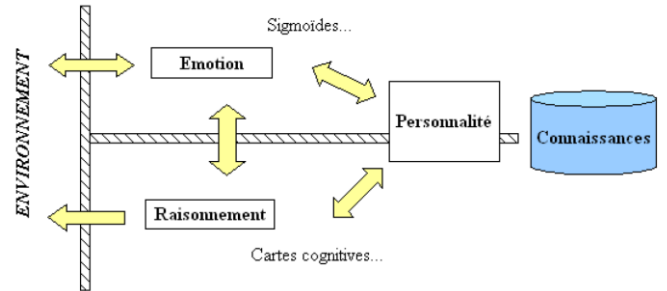 Sigmoïdes...
ENVIRONNEMENT
Emotion
Personnalité
Connaissances
Raisonnement
Cartes cognitives...